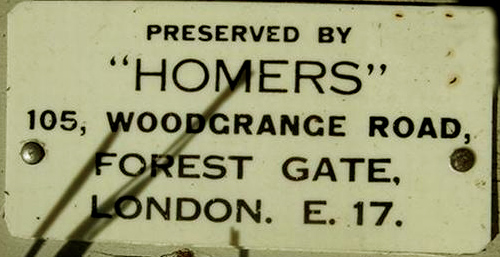 PRESERVED BY
"HOMERS"
105, WOODGRANGE ROAD,
FOREST GATE,
LONDON. E. 17.